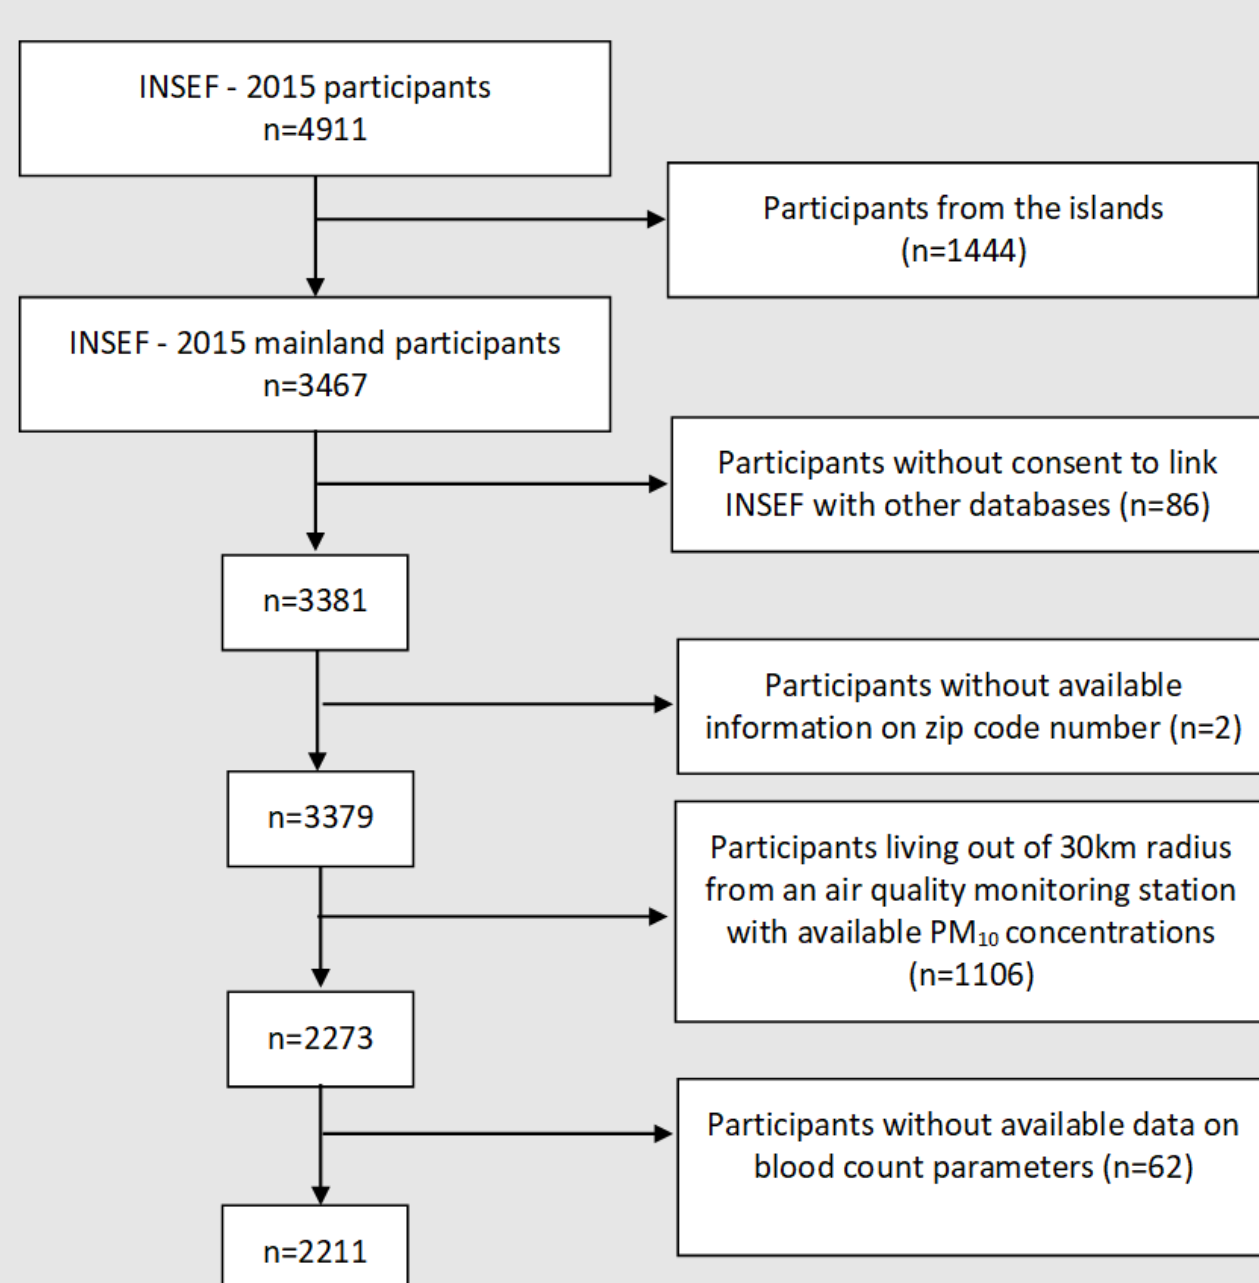 INSEF - 2015 participants
n=4911
Participants from the islands
(n=1444)
INSEF - 2015 mainland participants
n=3467
Participants without consent to link
INSEF with other databases (n=86)
n=3381
Participants without available
information on zip code number (n=2)
n=3379
Participants living out of 30km radius
from an air quality monitoring station
with available PM₁₀ concentrations
(n=1106)
n=2273
Participants without available data on
blood count parameters (n=62)
n=2211